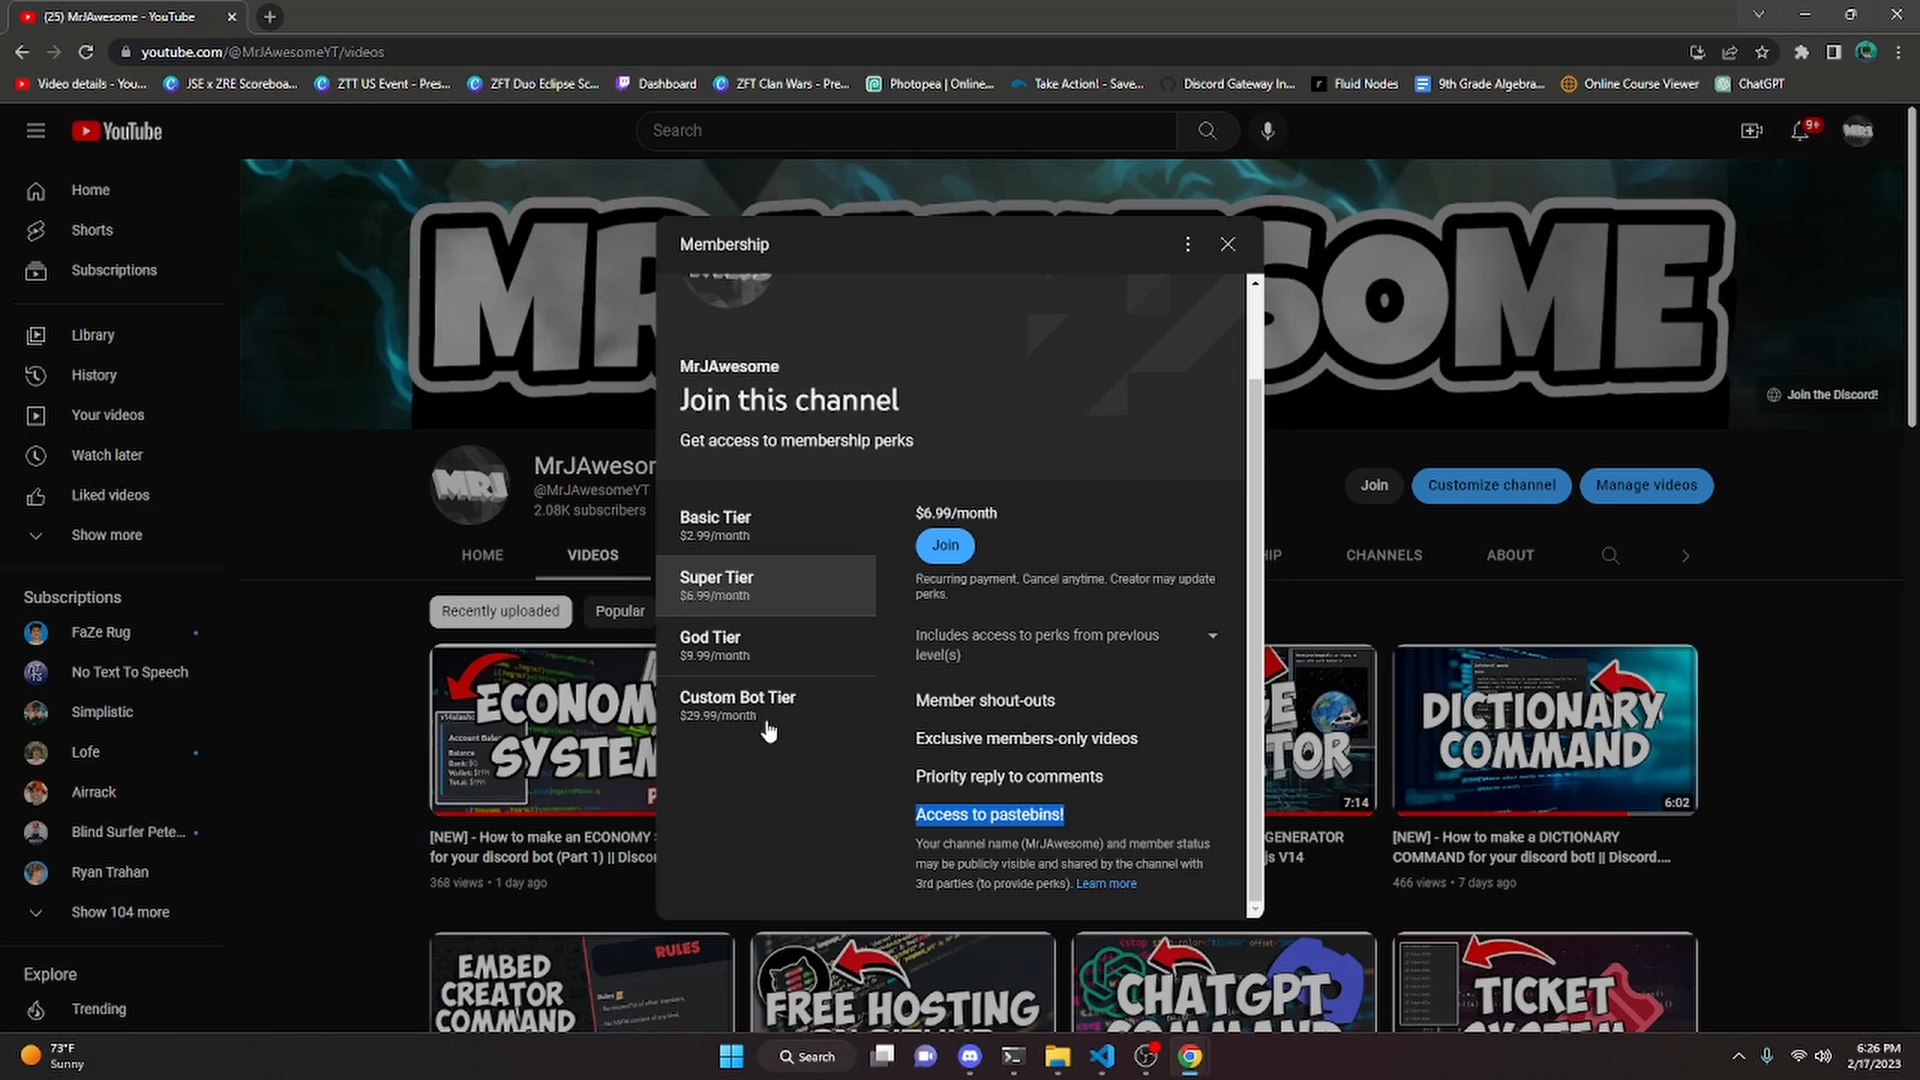 (25) MrJAwesome - YouTube
youtube.com/@MrJAwesomeYT/videos
Video details - You...
JSE x ZRE Scoreboa...
ZTT US Event - Pres...
ZFT Duo Eclipse Sc...
Dashboard
ZFT Clan Wars - Pre...
Photopea | Online...
Take Action! - Save...
Discord Gateway In...
Fluid Nodes
9th Grade Algebra...
Online Course Viewer
ChatGPT
YouTube
Search
9+
MRJ
Home
Shorts
Subscriptions
Library
History
Your videos
Watch later
Liked videos
Show more
Subscriptions
FaZe Rug
No Text To Speech
Simplistic
Lofe
Airrack
Blind Surfer Pete...
Ryan Trahan
Show 104 more
Explore
Trending
Join the Discord!
MRJ
MrJAwesom
@MrJAwesomeYT
2.08K subscribers
Join
Customize channel
Manage videos
HOME
VIDEOS
IP
CHANNELS
ABOUT
Recently uploaded
Popular
Membership
MrJAwesome
Join this channel
Get access to membership perks
Basic Tier
$2.99/month
Super Tier
$6.99/month
God Tier
$9.99/month
Custom Bot Tier
$29.99/month
$6.99/month
Join
Recurring payment. Cancel anytime. Creator may update
perks.
Includes access to perks from previous
level(s)
Member shout-outs
Exclusive members-only videos
Priority reply to comments
Access to pastebins!
Your channel name (MrJAwesome) and member status
may be publicly visible and shared by the channel with
3rd parties (to provide perks). Learn more
ECONOM
SYSTEM
[NEW] - How to make an ECONOMY
for your discord bot (Part 1) || Disco
368 views • 1 day ago
7:14
GENERATOR
js V14
DICTIONARY
COMMAND
6:02
[NEW] - How to make a DICTIONARY
COMMAND for your discord bot! || Discord....
466 views • 7 days ago
EMBED
CREATOR
COMMAND
RULES
FREE HOSTING
CHATGPT
COMMAND
TICKET
SYSTEM
73°F
Sunny
Search
6:26 PM
2/17/2023